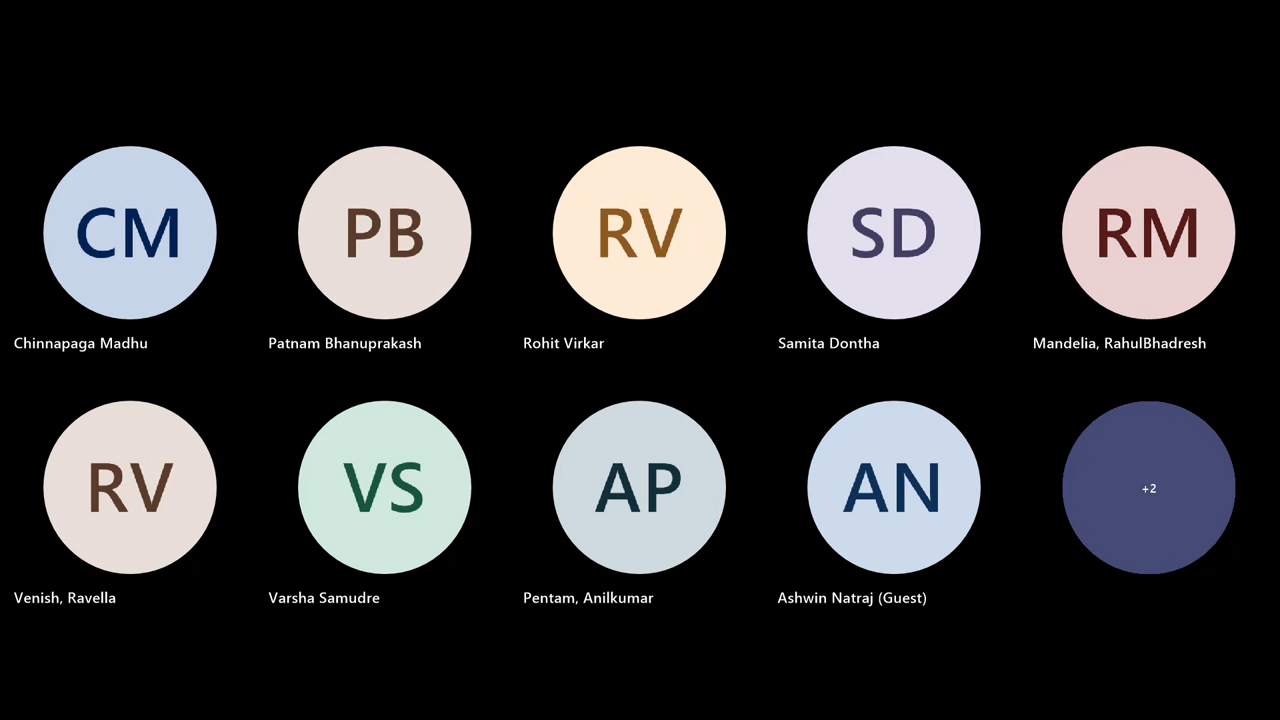 CM
PB
RV
SD
RM
Chinnapaga Madhu
Patnam Bhanuprakash
Rohit Virkar
Samita Dontha
Mandelia, RahulBhadresh
RV
VS
AP
AN
+2
Venish, Ravella
Varsha Samudre
Pentam, Anilkumar
Ashwin Natraj (Guest)